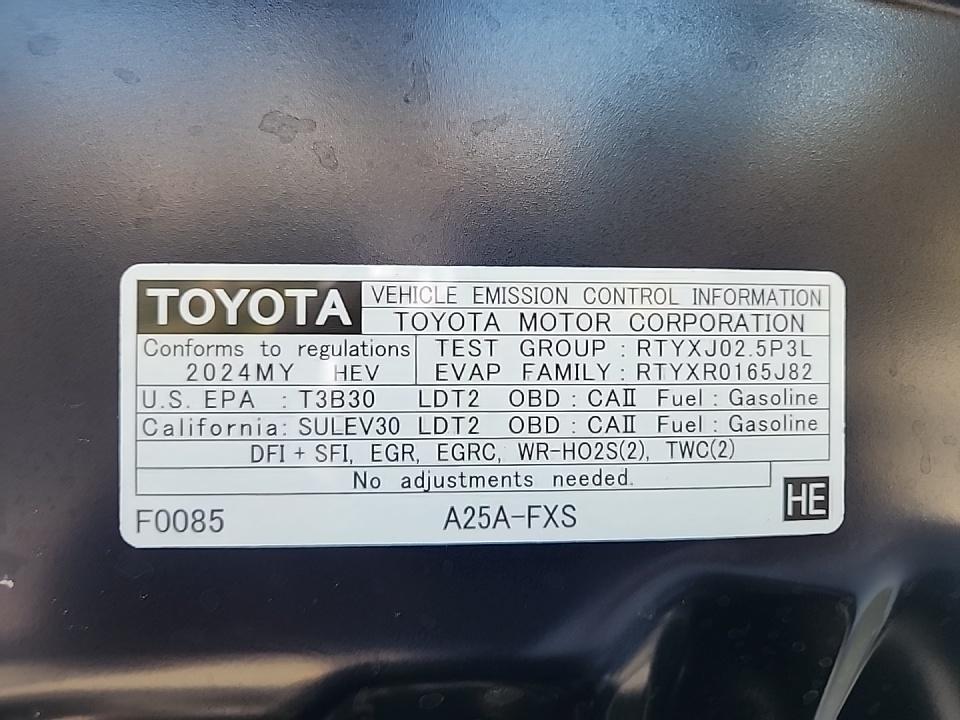 TOYOTA
VEHICLE EMISSION CONTROL INFORMATION
TOYOTA MOTOR CORPORATION
Conforms to regulations
2024MY HEV
TEST GROUP : RTYXJ02.5P3L
EVAP FAMILY : RTYXR0165J82
U.S. EPA : T3B30 LDT2 OBD : CAII Fuel : Gasoline
California: SULEV30 LDT2 OBD : CAII Fuel : Gasoline
DFI + SFI, EGR, EGRC, WR-HO2S(2), TWC(2)
No adjustments needed.
HE
F0085 A25A-FXS